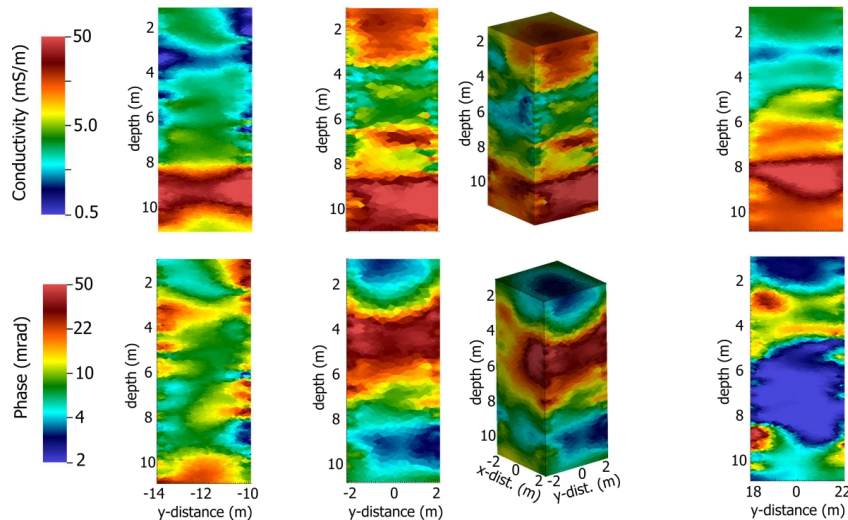 Conductivity (mS/m)
50
5.0
0.5
depth (m)
2
4
6
8
10
depth (m)
2
4
6
8
10
depth (m)
2
4
6
8
10
depth (m)
2
4
6
8
10
Phase (mrad)
50
22
10
4
2
depth (m)
2
4
6
8
10
-14 -12 -10
y-distance (m)
depth (m)
2
4
6
8
10
-2 0 2
y-distance (m)
depth (m)
2
4
6
8
10
-2 0 2
x-dist. (m)
-2 0 2
y-dist. (m)
depth (m)
2
4
6
8
10
18 0 22
y-distance (m)